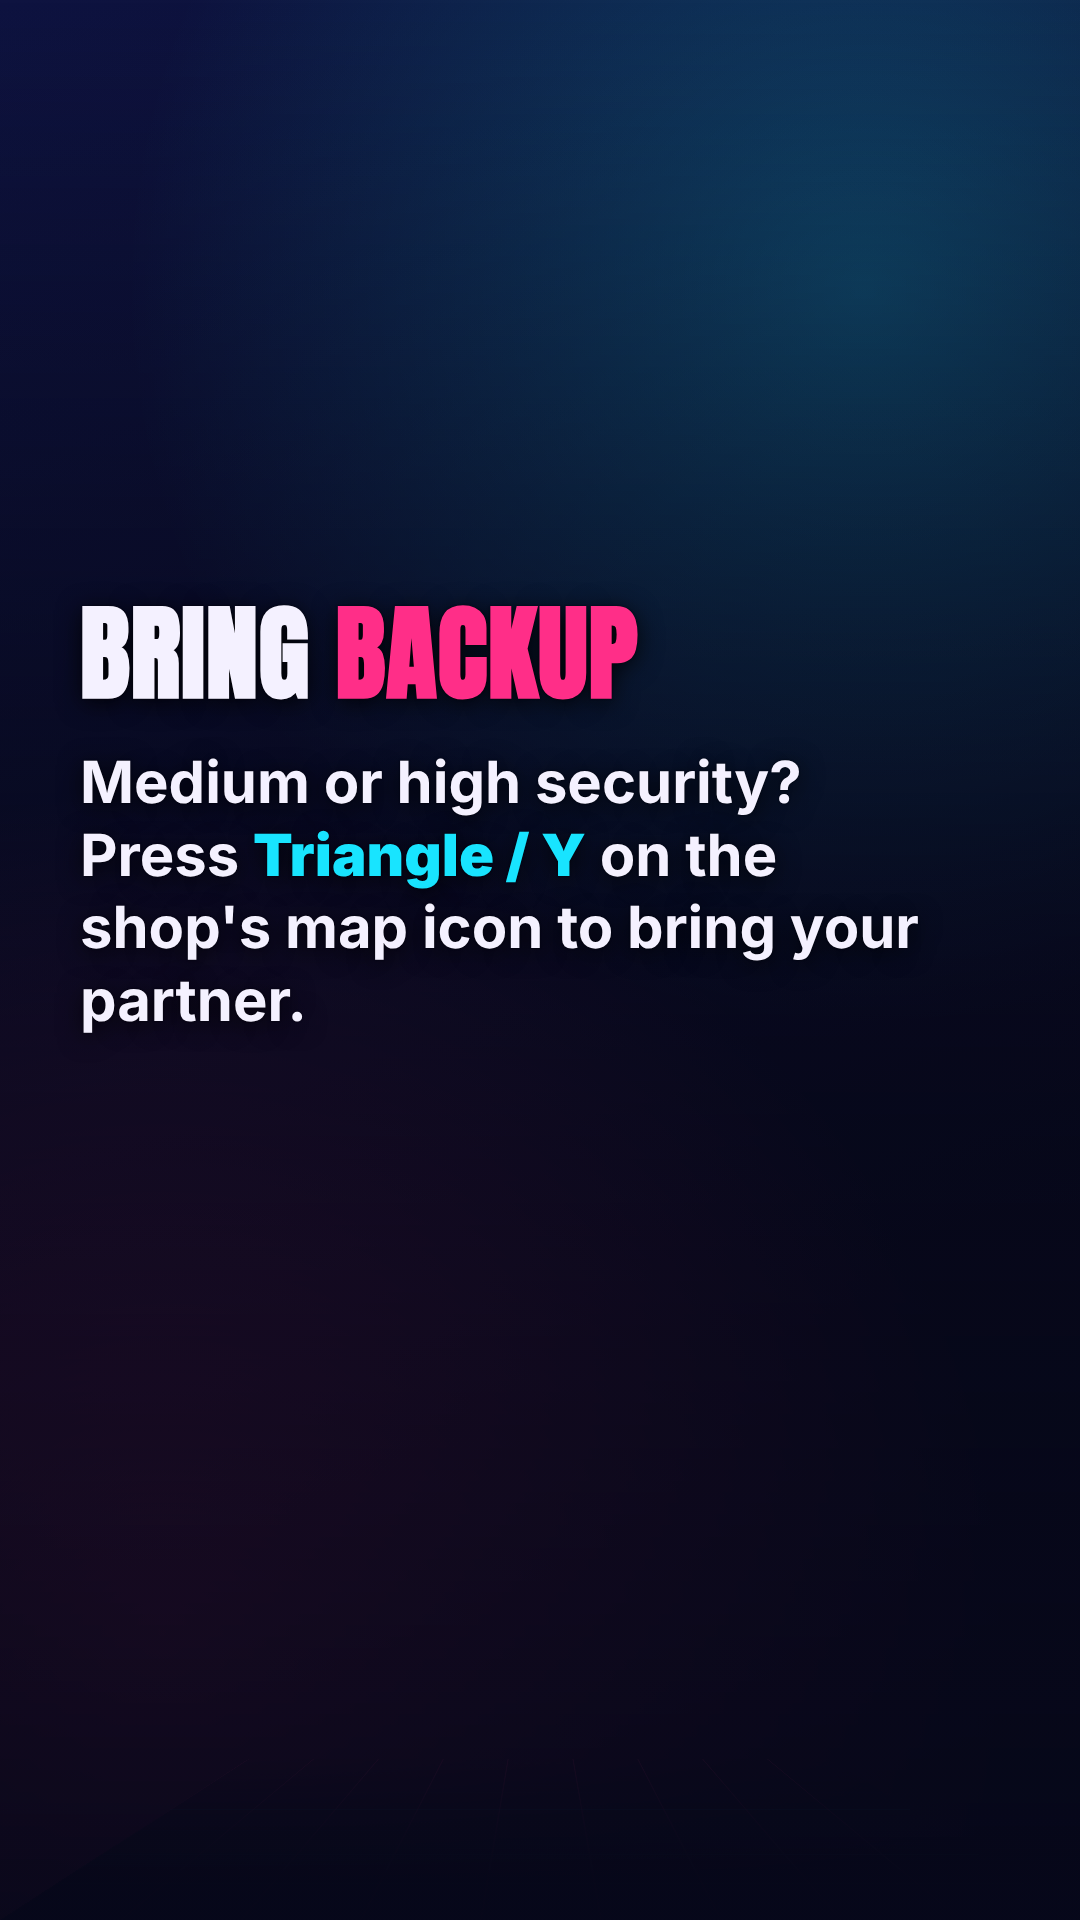 BRING BACKUP
Medium or high security?
Press Triangle / Y on the
shop's map icon to bring your
partner.